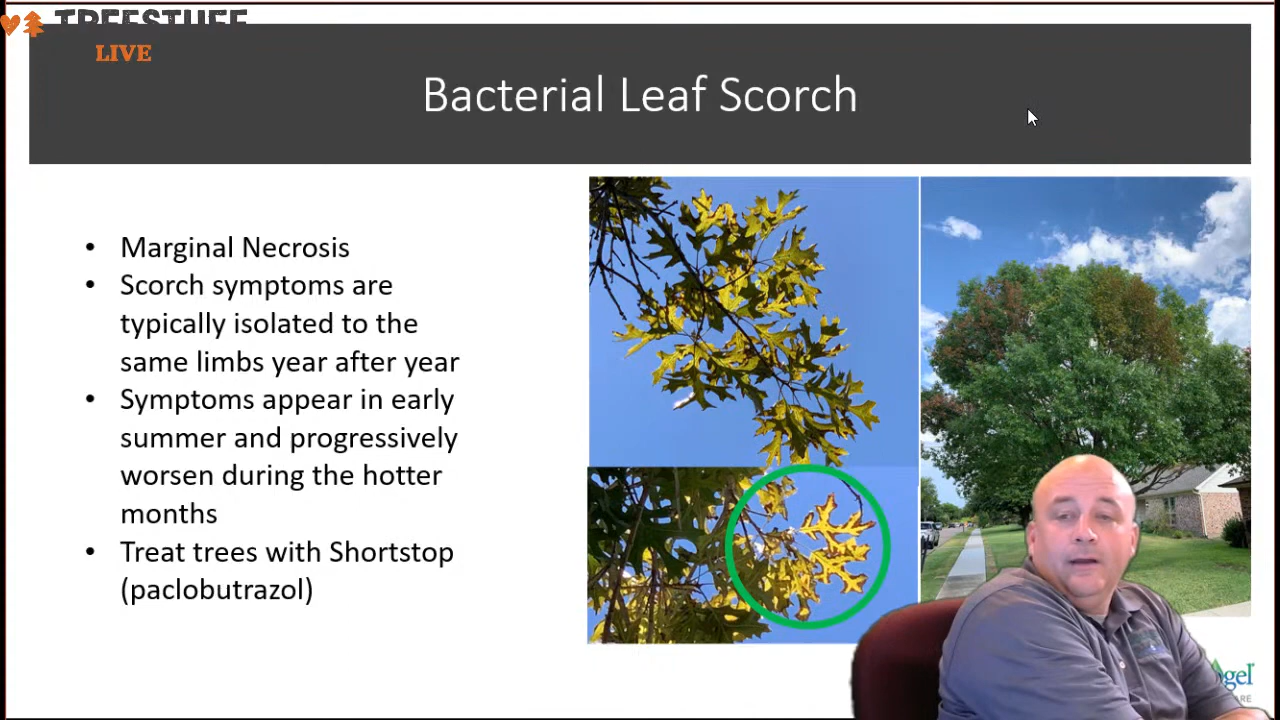 TREESTUFF
LIVE
Bacterial Leaf Scorch
• Marginal Necrosis
• Scorch symptoms are
typically isolated to the
same limbs year after year
• Symptoms appear in early
summer and progressively
worsen during the hotter
months
• Treat trees with Shortstop
(paclobutrazol)